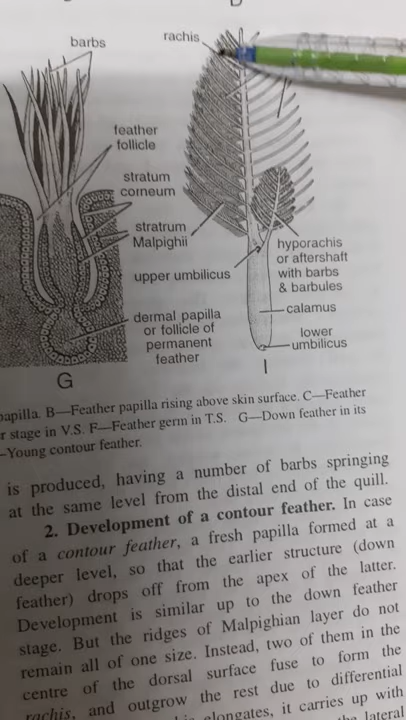 barbs
rachis
feather
follicle
stratum
corneum
stratrum
Malpighii
upper umbilicus
hyporachis
or aftershaft
with barbs
& barbules
calamus
dermal papilla
or follicle of
permanent
feather
lower
umbilicus
G
I
papilla. B—Feather papilla rising above skin surface. C—Feather
r stage in V.S. F—Feather germ in T.S. G—Down feather in its
–Young contour feather.
is produced, having a number of barbs springing
at the same level from the distal end of the quill.
2. Development of a contour feather. In case
of a contour feather, a fresh papilla formed at a
deeper level, so that the earlier structure (down
feather) drops off from the apex of the latter.
Development is similar up to the down feather
stage. But the ridges of Malpighian layer do not
remain all of one size. Instead, two of them in the
centre of the dorsal surface fuse to form the
rachis, and outgrow the rest due to differential
elongates, it carries up with
lateral